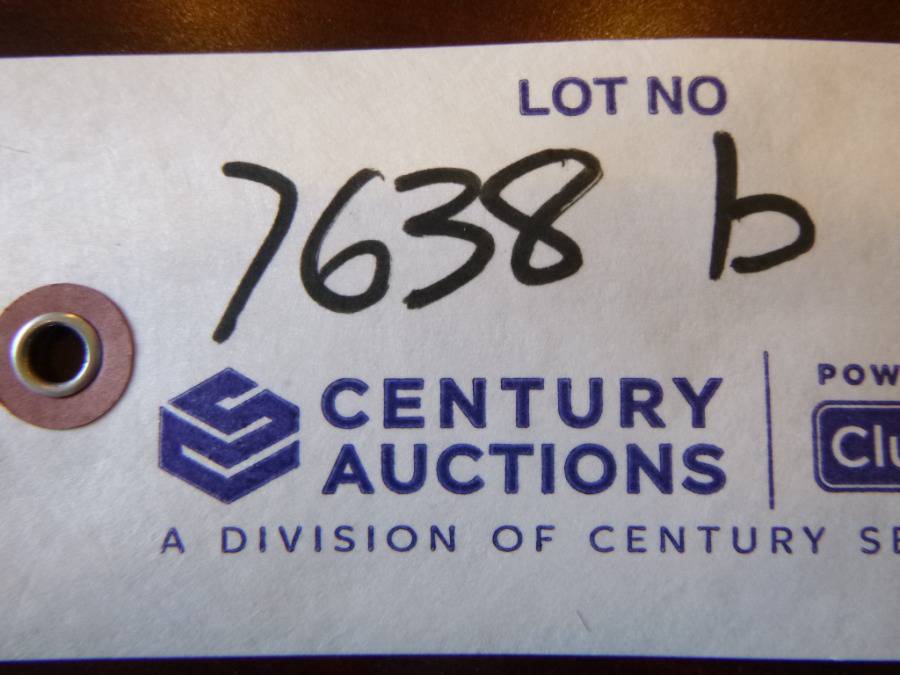 LOT NO
7638 b
CENTURY
AUCTIONS
A DIVISION OF CENTURY